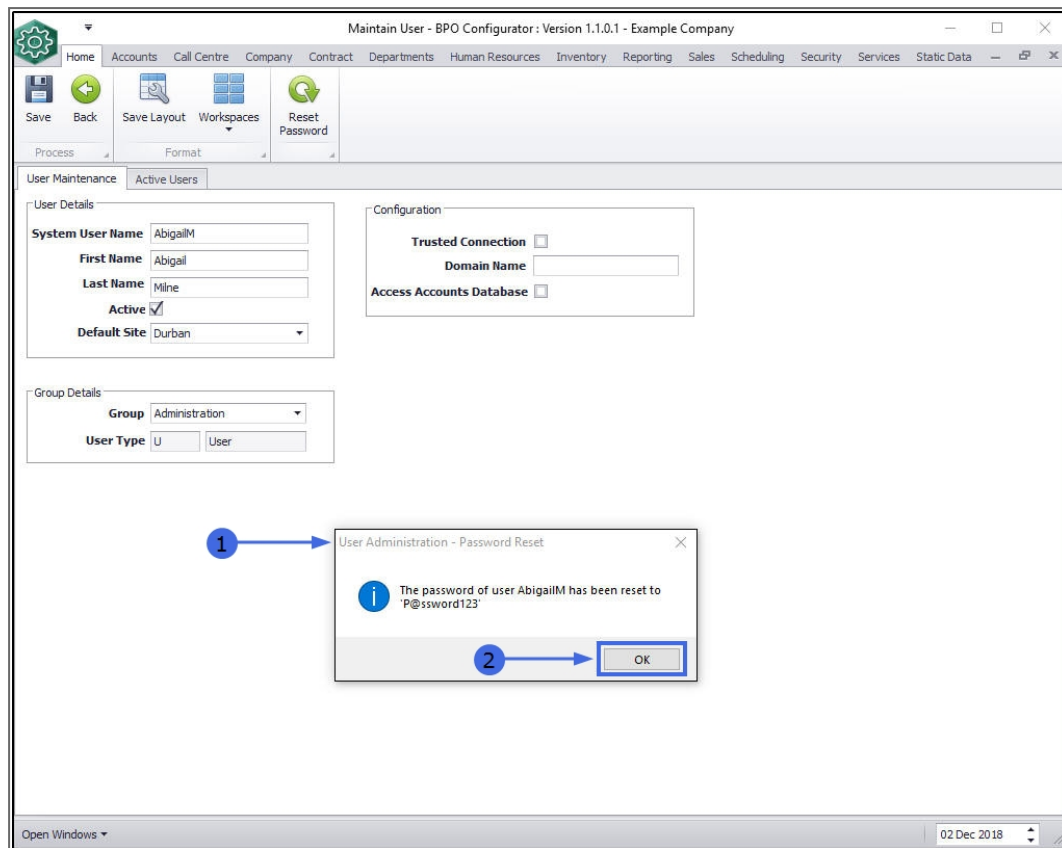 Maintain User - BPO Configurator : Version 1.1.0.1 - Example Company
Home Accounts Call Centre Company Contract Departments Human Resources Inventory Reporting Sales Scheduling Security Services Static Data
Save Back Save Layout Workspaces Reset Password
Process Format
User Maintenance Active Users
User Details
System User Name AbigailM
First Name Abigail
Last Name Milne
Active
Default Site Durban
Configuration
Trusted Connection
Domain Name
Access Accounts Database
Group Details
Group Administration
User Type U User
1
User Administration - Password Reset
The password of user AbigailM has been reset to
'P@ssword123'
2
OK
Open Windows
02 Dec 2018